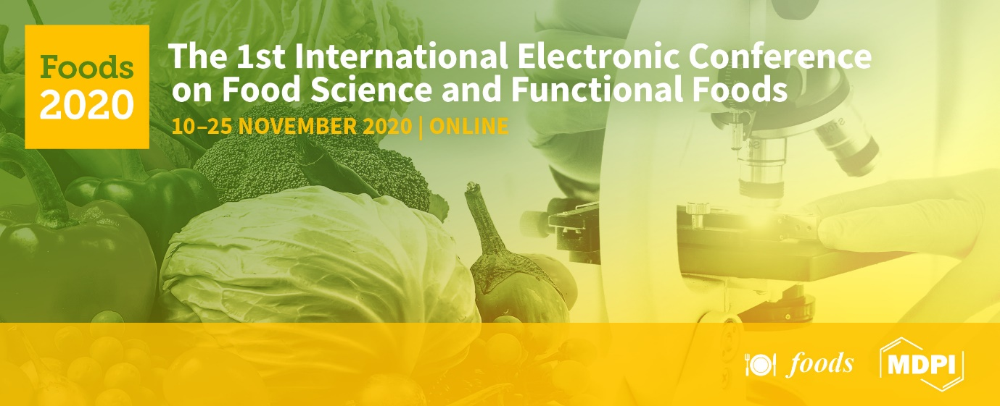 Foods
2020
The 1st International Electronic Conference
on Food Science and Functional Foods
10–25 NOVEMBER 2020 | ONLINE
foods
MDPI